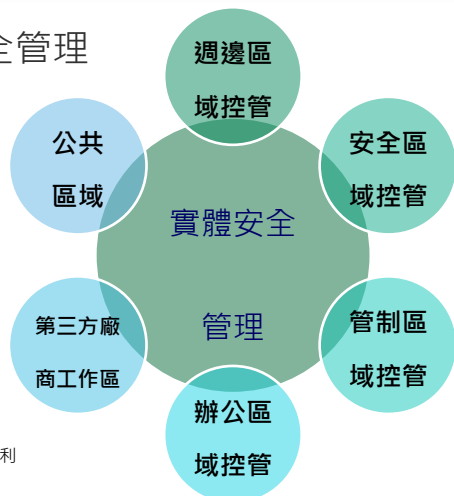 全管理
週邊區
域控管
公共
區域
安全區
域控管
實體安全
管理
第三方廠
商工作區
管制區
域控管
辦公區
域控管
利